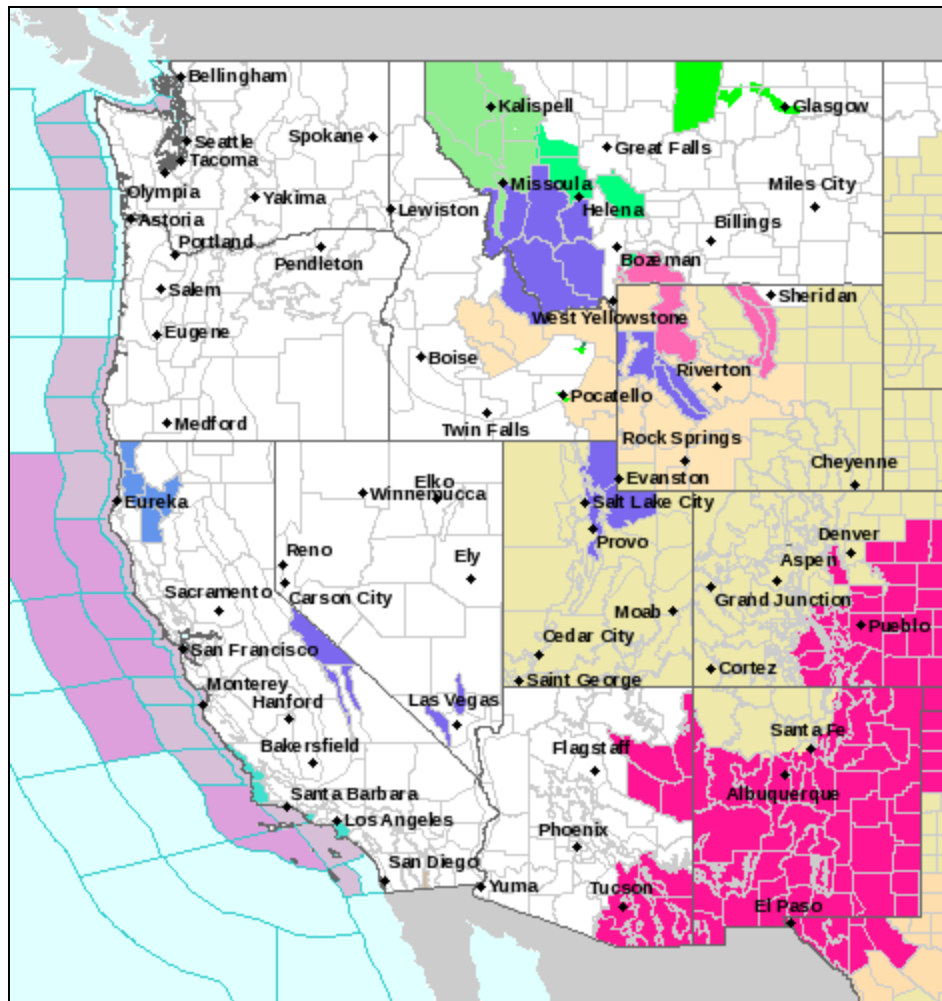 Bellingham
Kalispell
Glasgow
Seattle
Spokane
Great Falls
Tacoma
Olympia
Missoula
Miles City
Yakima
Lewiston
Helena
Astoria
Portland
Billings
Pendleton
Bozeman
Salem
Sheridan
West Yellowstone
Eugene
Boise
Riverton
Pocatello
Medford
Twin Falls
Rock Springs
Cheyenne
Elko
Evanston
Winnemucca
Eureka
Salt Lake City
Provo
Denver
Reno
Ely
Aspen
Sacramento
Carson City
Grand Junction
Moab
Pueblo
Cedar City
San Francisco
Cortez
Saint George
Monterey
Hanford
Las Vegas
Santa Fe
Bakersfield
Flagstaff
Albuquerque
Santa Barbara
Los Angeles
Phoenix
San Diego
Yuma
Tucson
El Paso